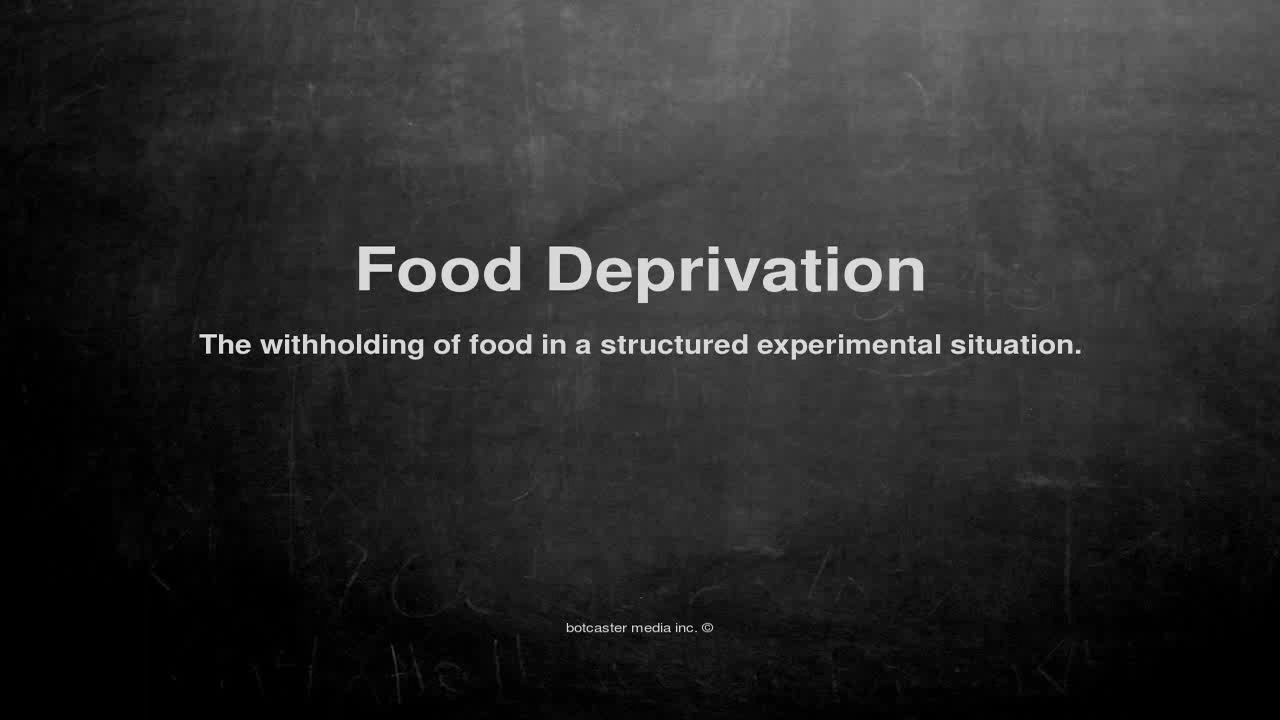 Food Deprivation
The withholding of food in a structured experimental situation.
botcaster media inc. ©